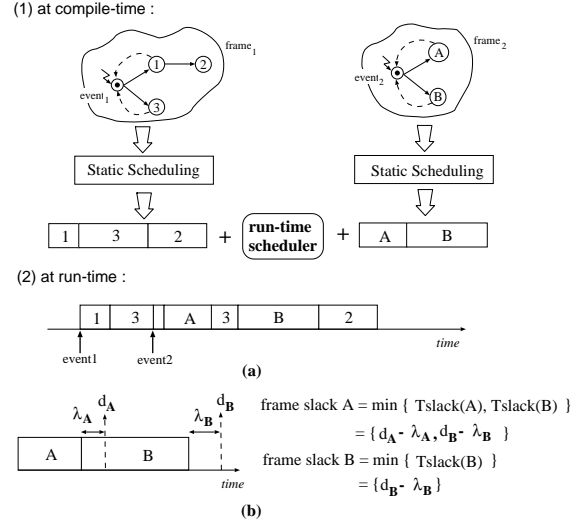 (1) at compile-time :
frame1
event1
1
2
3
frame2
event2
A
B
Static Scheduling
Static Scheduling
1 3 2 + run-time scheduler + A B
(2) at run-time :
1 3 A 3 B 2
time
event1 event2
(a)
λA dA λB dB
A B
time
frame slack A = min { Tslack(A), Tslack(B) }
= { dA - λA, dB - λB }
frame slack B = min { Tslack(B) }
= {dB - λB }
(b)